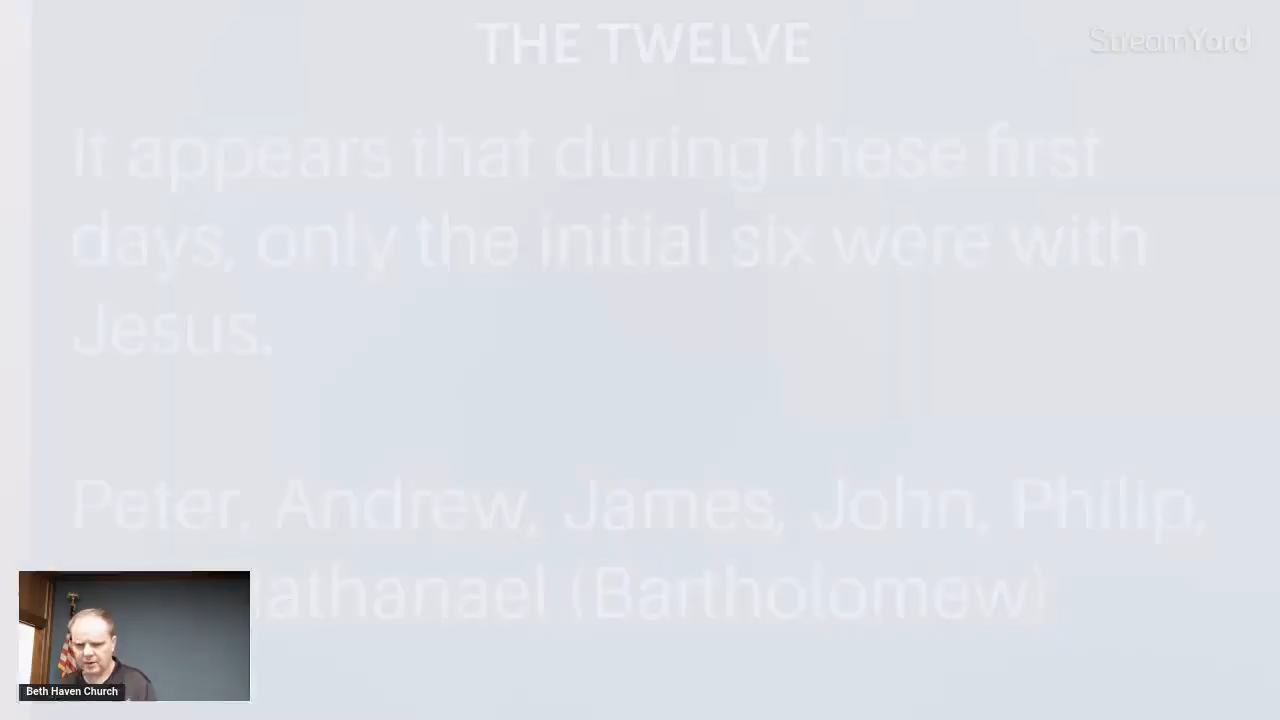 THE TWELVE
StreamYard
It appears that during these first
days, only the initial six were with
Jesus.
Peter, Andrew, James, John, Philip,
Nathanael (Bartholomew)
Beth Haven Church